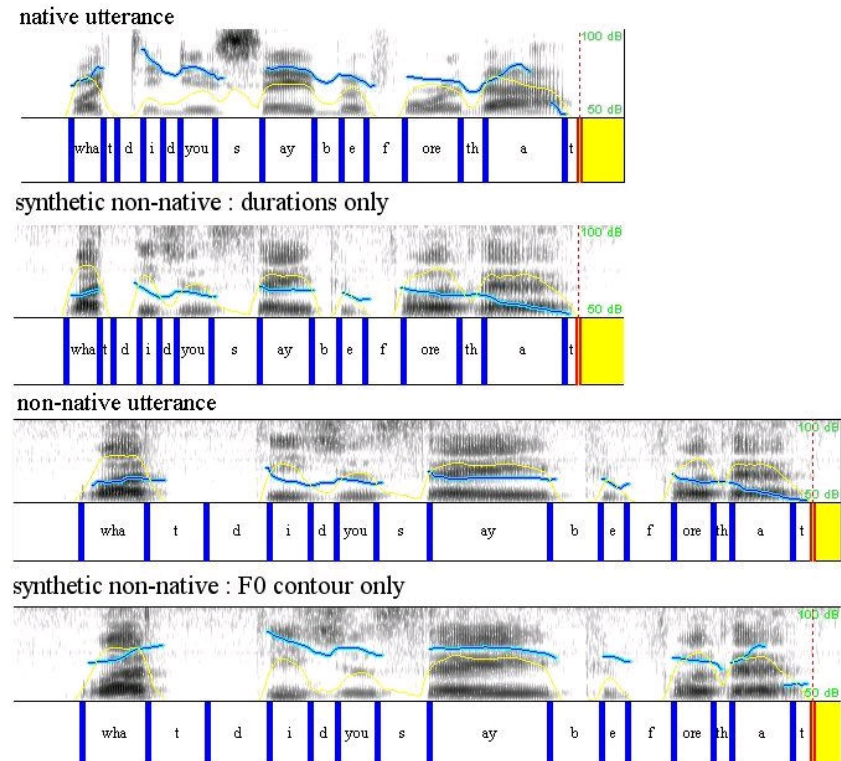 native utterance
100 dB
50 dB
wha t d i d you s ay b e f ore th a t
synthetic non-native : durations only
100 dB
50 dB
wha t d i d you s ay b e f ore th a t
non-native utterance
100 dB
50 dB
wha t d i d you s ay b e f ore th a t
synthetic non-native : F0 contour only
100 dB
50 dB
wha t d i d you s ay b e f ore th a t